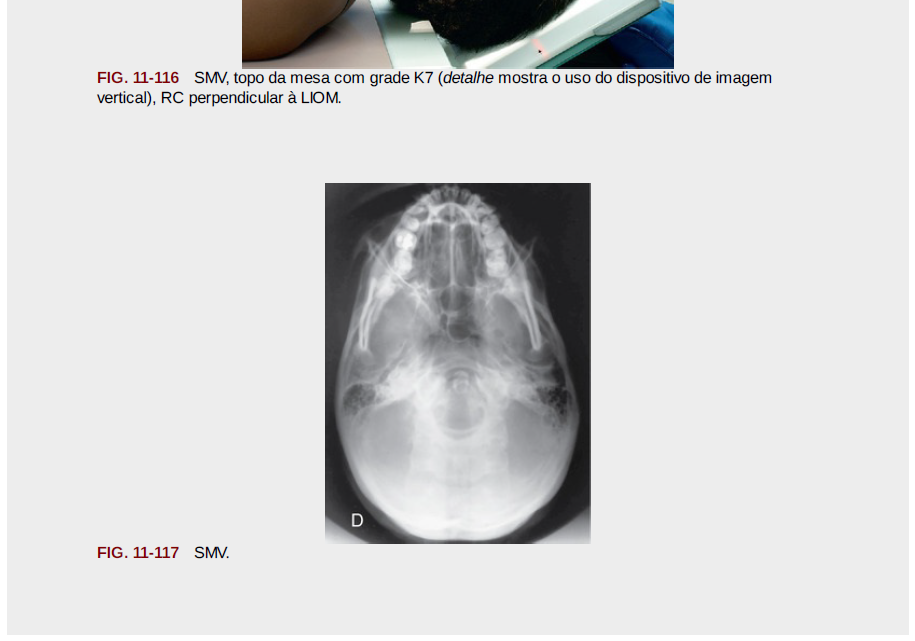 FIG. 11-116 SMV, topo da mesa com grade K7 (detalhe mostra o uso do dispositivo de imagem
vertical), RC perpendicular à LIOM.
D
FIG. 11-117 SMV.